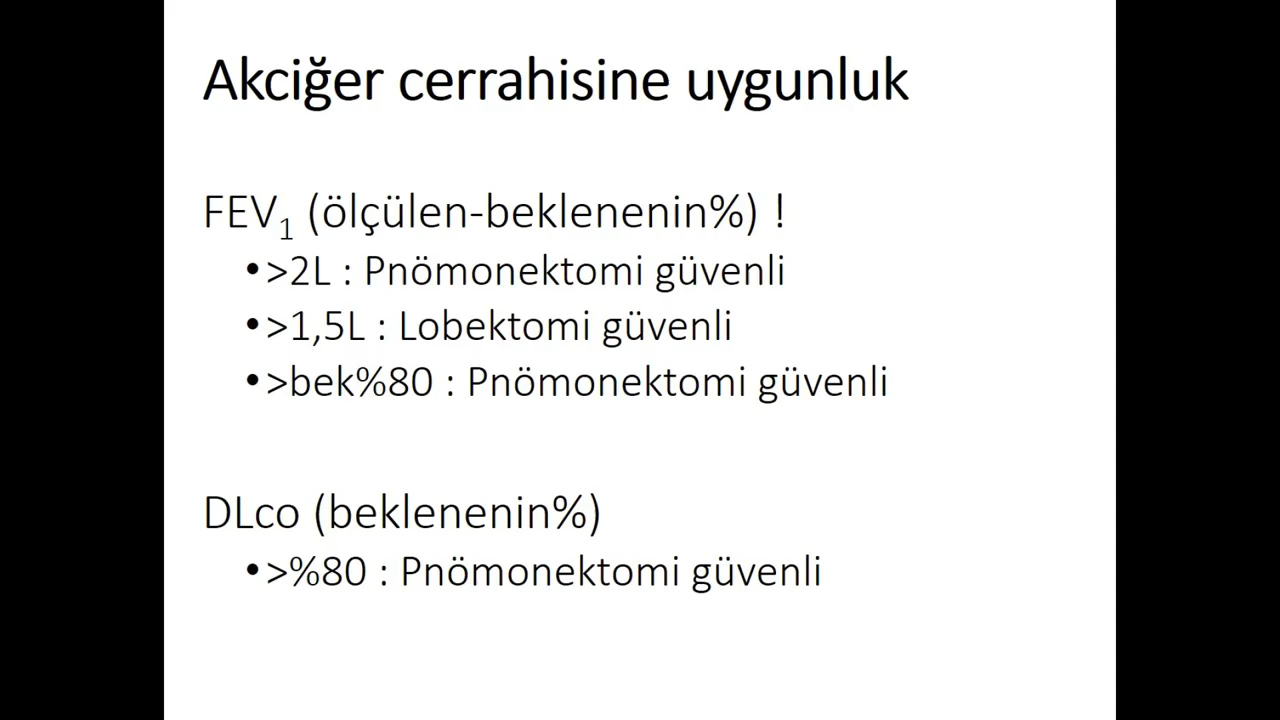 Akciğer cerrahisine uygunluk
FEV₁ (ölçülen-beklenenin%) !
•>2L : Pnömonektomi güvenli
•>1,5L : Lobektomi güvenli
•>bek%80 : Pnömonektomi güvenli
DLco (beklenenin%)
•>%80 : Pnömonektomi güvenli